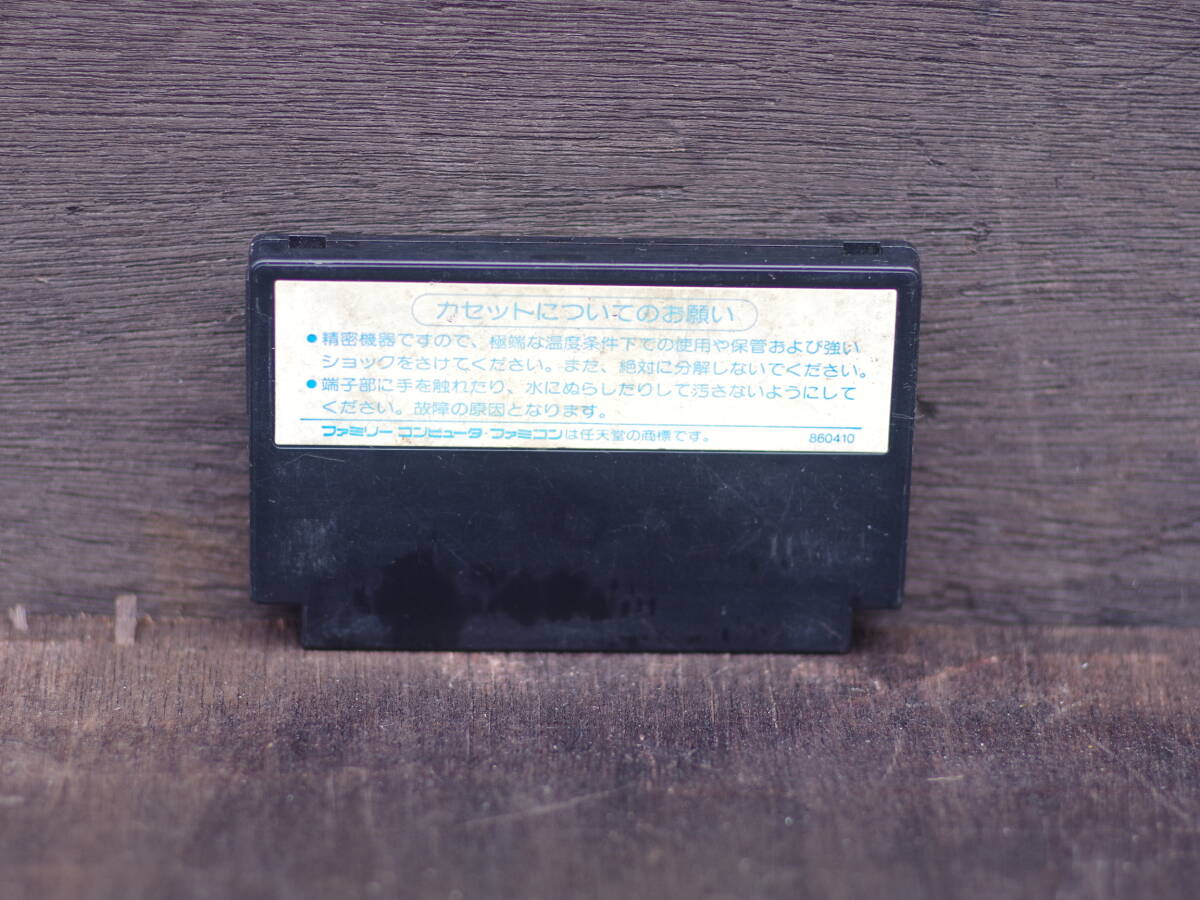 カセットについてのお願い
●精密機器ですので、極端な温度条件下での使用や保管および強い
ショックをさけてください。また、絶対に分解しないでください。
●端子部に手を触れたり、水にぬらしたりして汚さないようにして
ください。故障の原因となります。
ファミリー コンピュータ・ファミコンは任天堂の商標です。 860410